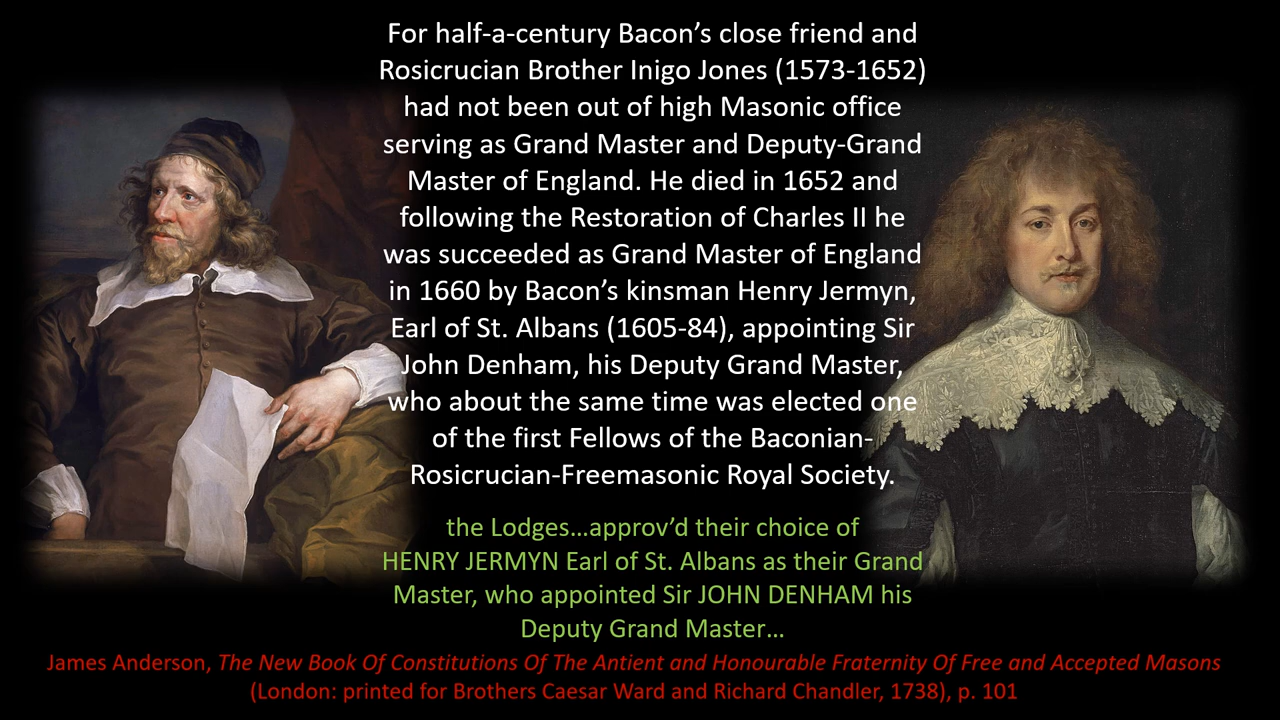 For half-a-century Bacon’s close friend and
Rosicrucian Brother Inigo Jones (1573-1652)
had not been out of high Masonic office
serving as Grand Master and Deputy-Grand
Master of England. He died in 1652 and
following the Restoration of Charles II he
was succeeded as Grand Master of England
in 1660 by Bacon’s kinsman Henry Jermyn,
Earl of St. Albans (1605-84), appointing Sir
John Denham, his Deputy Grand Master,
who about the same time was elected one
of the first Fellows of the Baconian-
Rosicrucian-Freemasonic Royal Society.
the Lodges…approv’d their choice of
HENRY JERMYN Earl of St. Albans as their Grand
Master, who appointed Sir JOHN DENHAM his
Deputy Grand Master…
James Anderson, The New Book Of Constitutions Of The Antient and Honourable Fraternity Of Free and Accepted Masons
(London: printed for Brothers Caesar Ward and Richard Chandler, 1738), p. 101